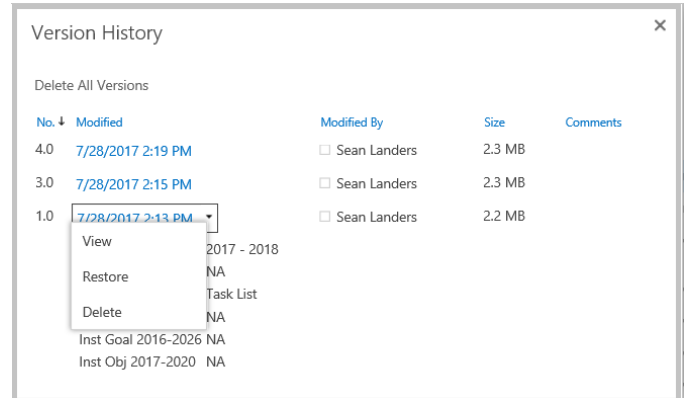 Version History
×
Delete All Versions
No.↓ Modified Modified By Size Comments
4.0 7/28/2017 2:19 PM Sean Landers 2.3 MB
3.0 7/28/2017 2:15 PM Sean Landers 2.3 MB
1.0 7/28/2017 2:13 PM Sean Landers 2.2 MB
View
2017 - 2018
Restore NA
Task List
Delete
NA
Inst Goal 2016-2026 NA
Inst Obj 2017-2020 NA